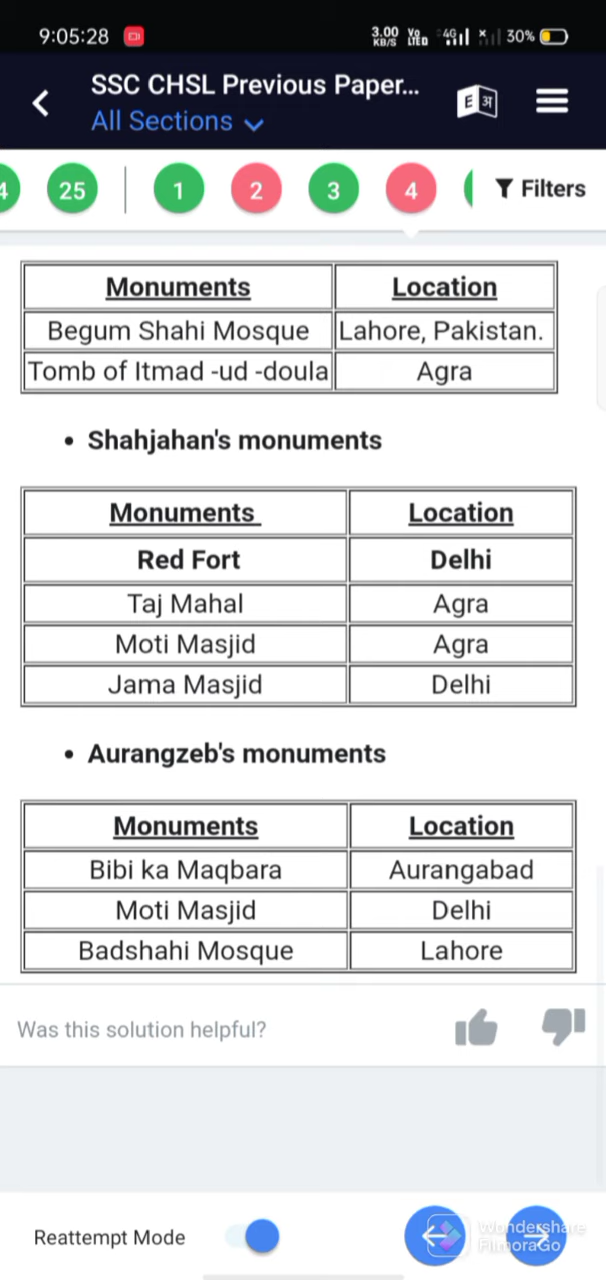 9:05:28 3.00 KB/S Vo LTED 4G 30%
SSC CHSL Previous Paper...
All Sections
E अ
4 25 1 2 3 4 Filters
Monuments Location
Begum Shahi Mosque Lahore, Pakistan.
Tomb of Itmad -ud -doula Agra
• Shahjahan's monuments
Monuments Location
Red Fort Delhi
Taj Mahal Agra
Moti Masjid Agra
Jama Masjid Delhi
• Aurangzeb's monuments
Monuments Location
Bibi ka Maqbara Aurangabad
Moti Masjid Delhi
Badshahi Mosque Lahore
Was this solution helpful?
Reattempt Mode
Wondershare
FilmoraGo